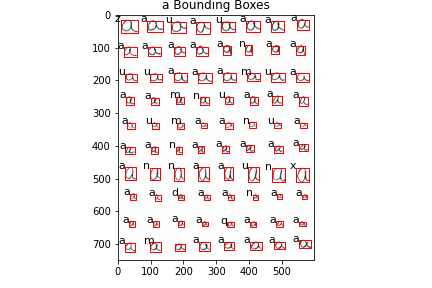 a Bounding Boxes
0
z a u a u a a a
100
a a a a a n a a
200
u u a a a m u a
a a m n u a a a
300
a u m a a n u a
400
a a n a a a a a
500
a n n a a u n x
a a d a a n a a
600
a a a a q a a a
700
a m a a a a a
0 100 200 300 400 500